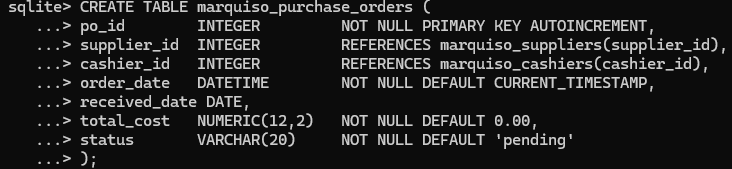 sqlite> CREATE TABLE marquiso_purchase_orders (
   ...> po_id        INTEGER        NOT NULL PRIMARY KEY AUTOINCREMENT,
   ...> supplier_id  INTEGER        REFERENCES marquiso_suppliers(supplier_id),
   ...> cashier_id   INTEGER        REFERENCES marquiso_cashiers(cashier_id),
   ...> order_date   DATETIME       NOT NULL DEFAULT CURRENT_TIMESTAMP,
   ...> received_date DATE,
   ...> total_cost   NUMERIC(12,2)  NOT NULL DEFAULT 0.00,
   ...> status       VARCHAR(20)    NOT NULL DEFAULT 'pending'
   ...> );